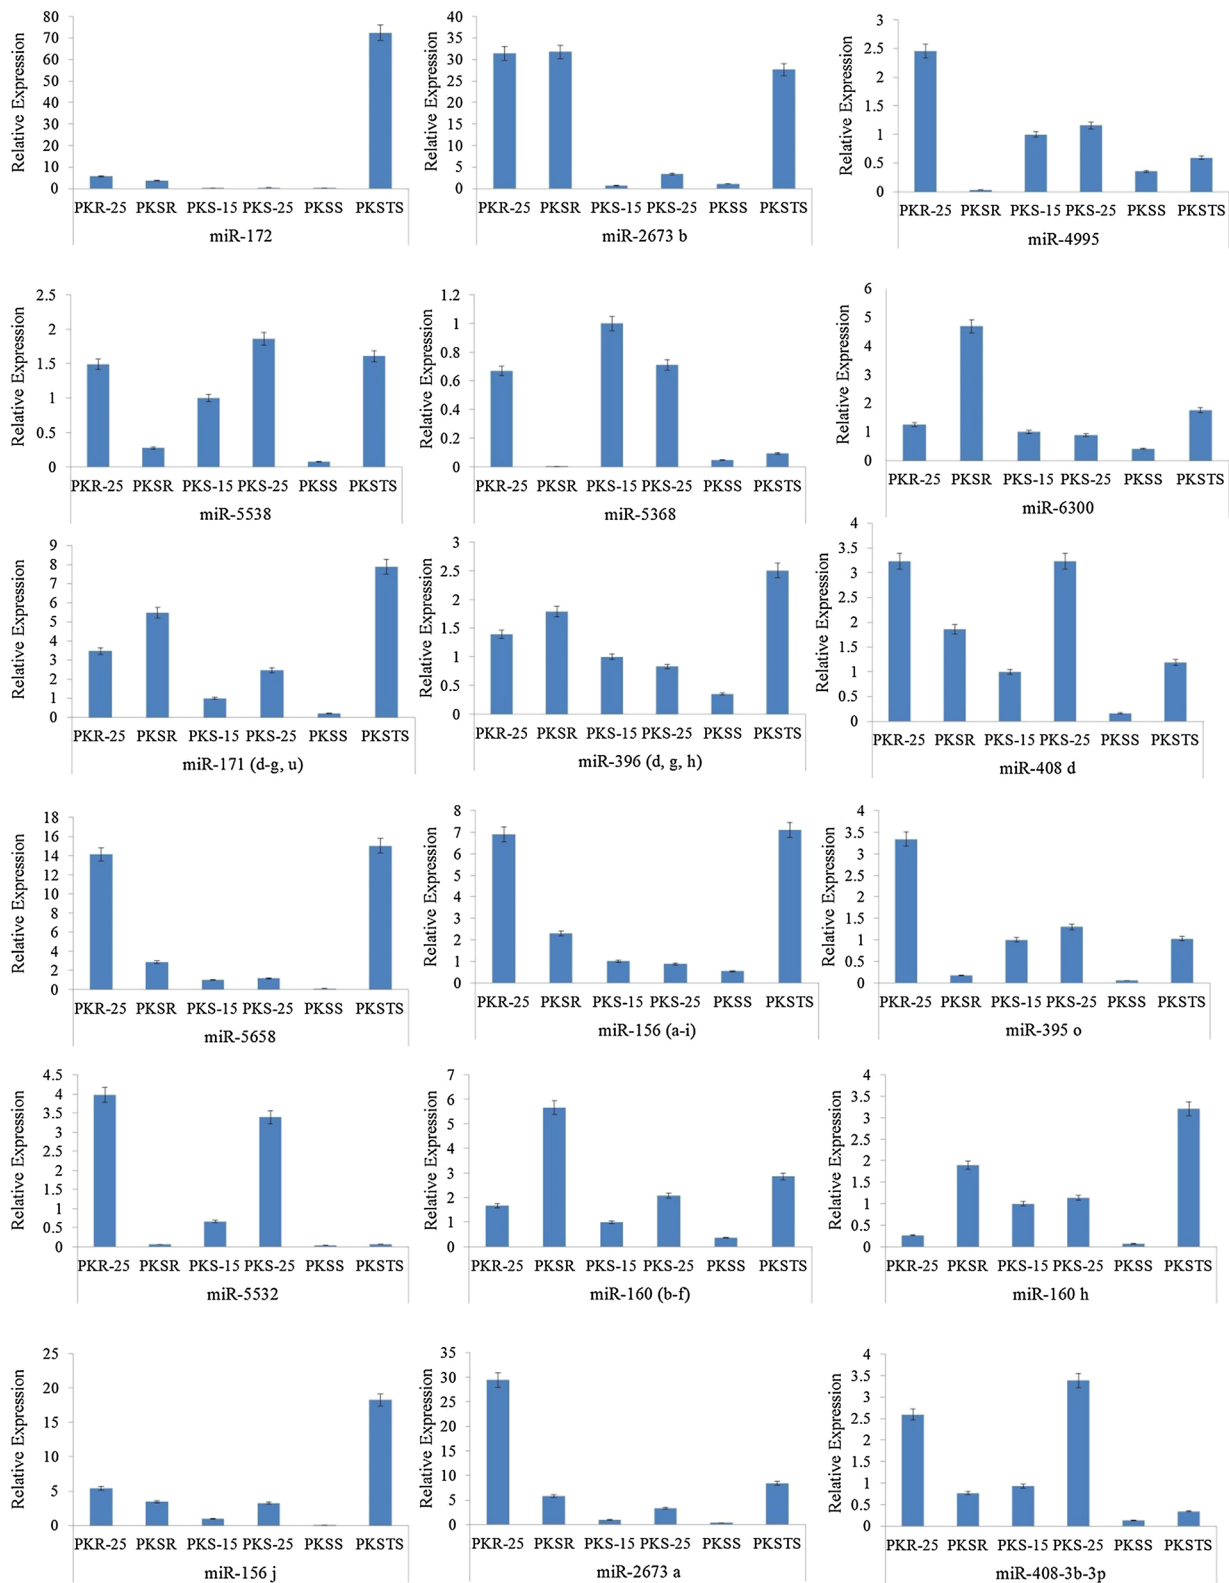 Relative Expression
80
70
60
50
40
30
20
10
0
PKR-25 PKSR PKS-15 PKS-25 PKSS PKSTS
miR-172
Relative Expression
40
35
30
25
20
15
10
5
0
PKR-25 PKSR PKS-15 PKS-25 PKSS PKSTS
miR-2673 b
Relative Expression
3
2.5
2
1.5
1
0.5
0
PKR-25 PKSR PKS-15 PKS-25 PKSS PKSTS
miR-4995
Relative Expression
2.5
2
1.5
1
0.5
0
PKR-25 PKSR PKS-15 PKS-25 PKSS PKSTS
miR-5538
Relative Expression
1.2
1
0.8
0.6
0.4
0.2
0
PKR-25 PKSR PKS-15 PKS-25 PKSS PKSTS
miR-5368
Relative Expression
6
5
4
3
2
1
0
PKR-25 PKSR PKS-15 PKS-25 PKSS PKSTS
miR-6300
Relative Expression
9
8
7
6
5
4
3
2
1
0
PKR-25 PKSR PKS-15 PKS-25 PKSS PKSTS
miR-171 (d-g, u)
Relative Expression
3
2.5
2
1.5
1
0.5
0
PKR-25 PKSR PKS-15 PKS-25 PKSS PKSTS
miR-396 (d, g, h)
Relative Expression
4
3.5
3
2.5
2
1.5
1
0.5
0
PKR-25 PKSR PKS-15 PKS-25 PKSS PKSTS
miR-408 d
Relative Expression
18
16
14
12
10
8
6
4
2
0
PKR-25 PKSR PKS-15 PKS-25 PKSS PKSTS
miR-5658
Relative Expression
8
7
6
5
4
3
2
1
0
PKR-25 PKSR PKS-15 PKS-25 PKSS PKSTS
miR-156 (a-i)
Relative Expression
4
3.5
3
2.5
2
1.5
1
0.5
0
PKR-25 PKSR PKS-15 PKS-25 PKSS PKSTS
miR-395 o
Relative Expression
4.5
4
3.5
3
2.5
2
1.5
1
0.5
0
PKR-25 PKSR PKS-15 PKS-25 PKSS PKSTS
miR-5532
Relative Expression
7
6
5
4
3
2
1
0
PKR-25 PKSR PKS-15 PKS-25 PKSS PKSTS
miR-160 (b-f)
Relative Expression
4
3.5
3
2.5
2
1.5
1
0.5
0
PKR-25 PKSR PKS-15 PKS-25 PKSS PKSTS
miR-160 h
Relative Expression
25
20
15
10
5
0
PKR-25 PKSR PKS-15 PKS-25 PKSS PKSTS
miR-156 j
Relative Expression
35
30
25
20
15
10
5
0
PKR-25 PKSR PKS-15 PKS-25 PKSS PKSTS
miR-2673 a
Relative Expression
4
3.5
3
2.5
2
1.5
1
0.5
0
PKR-25 PKSR PKS-15 PKS-25 PKSS PKSTS
miR-408-3b-3p